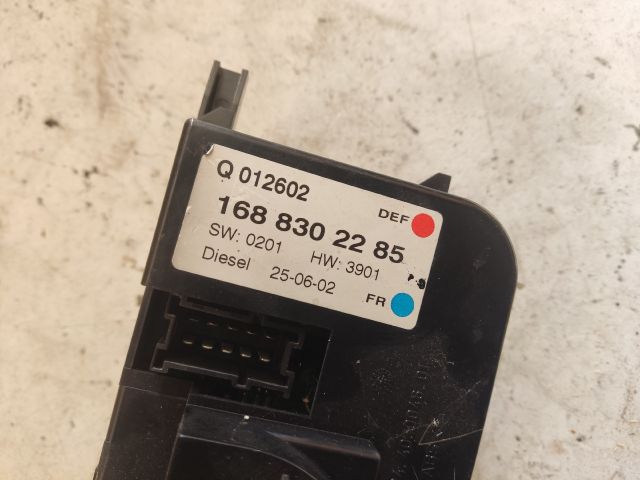 Q 012602
168 830 22 85 DEF
SW: 0201 HW: 3901
Diesel 25-06-02 FR